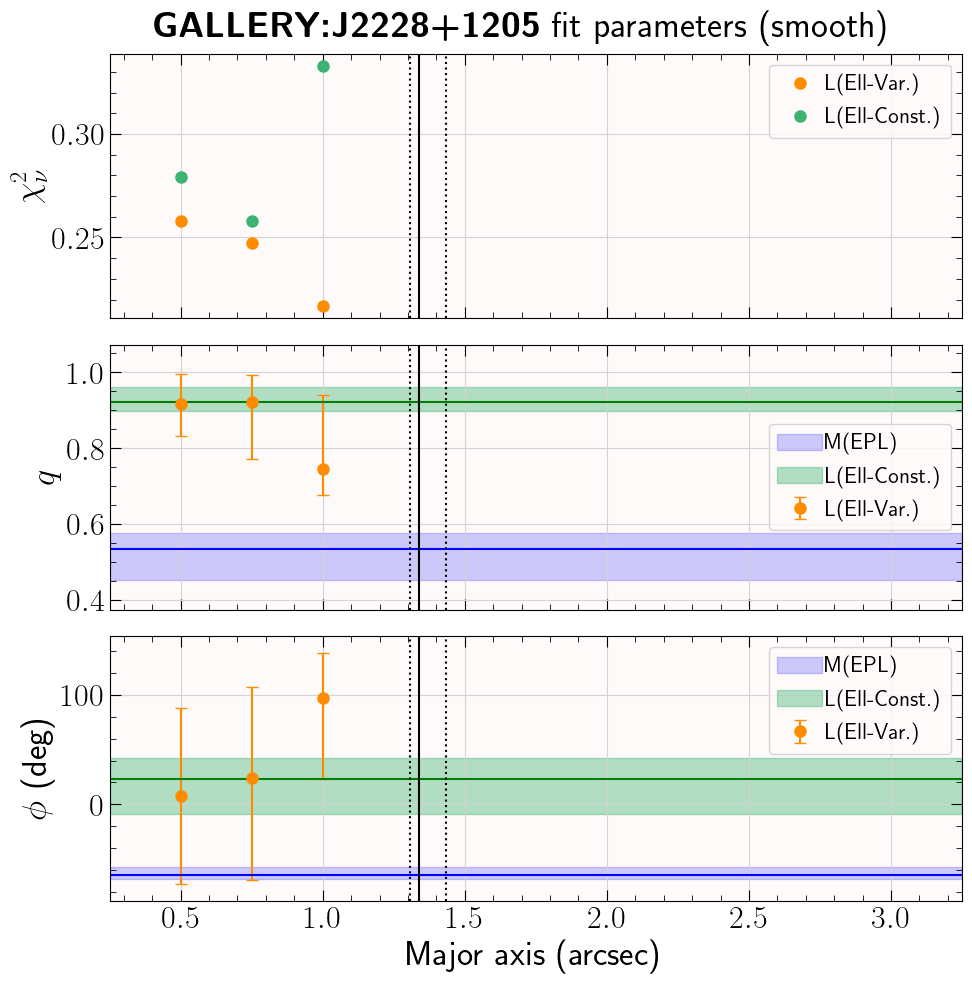 GALLERY:J2228+1205 fit parameters (smooth)
L(Ell-Var.)
L(Ell-Const.)
0.30
0.25
χ²ᵥ
1.0
0.8
0.6
0.4
q
M(EPL)
L(Ell-Const.)
L(Ell-Var.)
100
0
ϕ (deg)
M(EPL)
L(Ell-Const.)
L(Ell-Var.)
0.5 1.0 1.5 2.0 2.5 3.0
Major axis (arcsec)